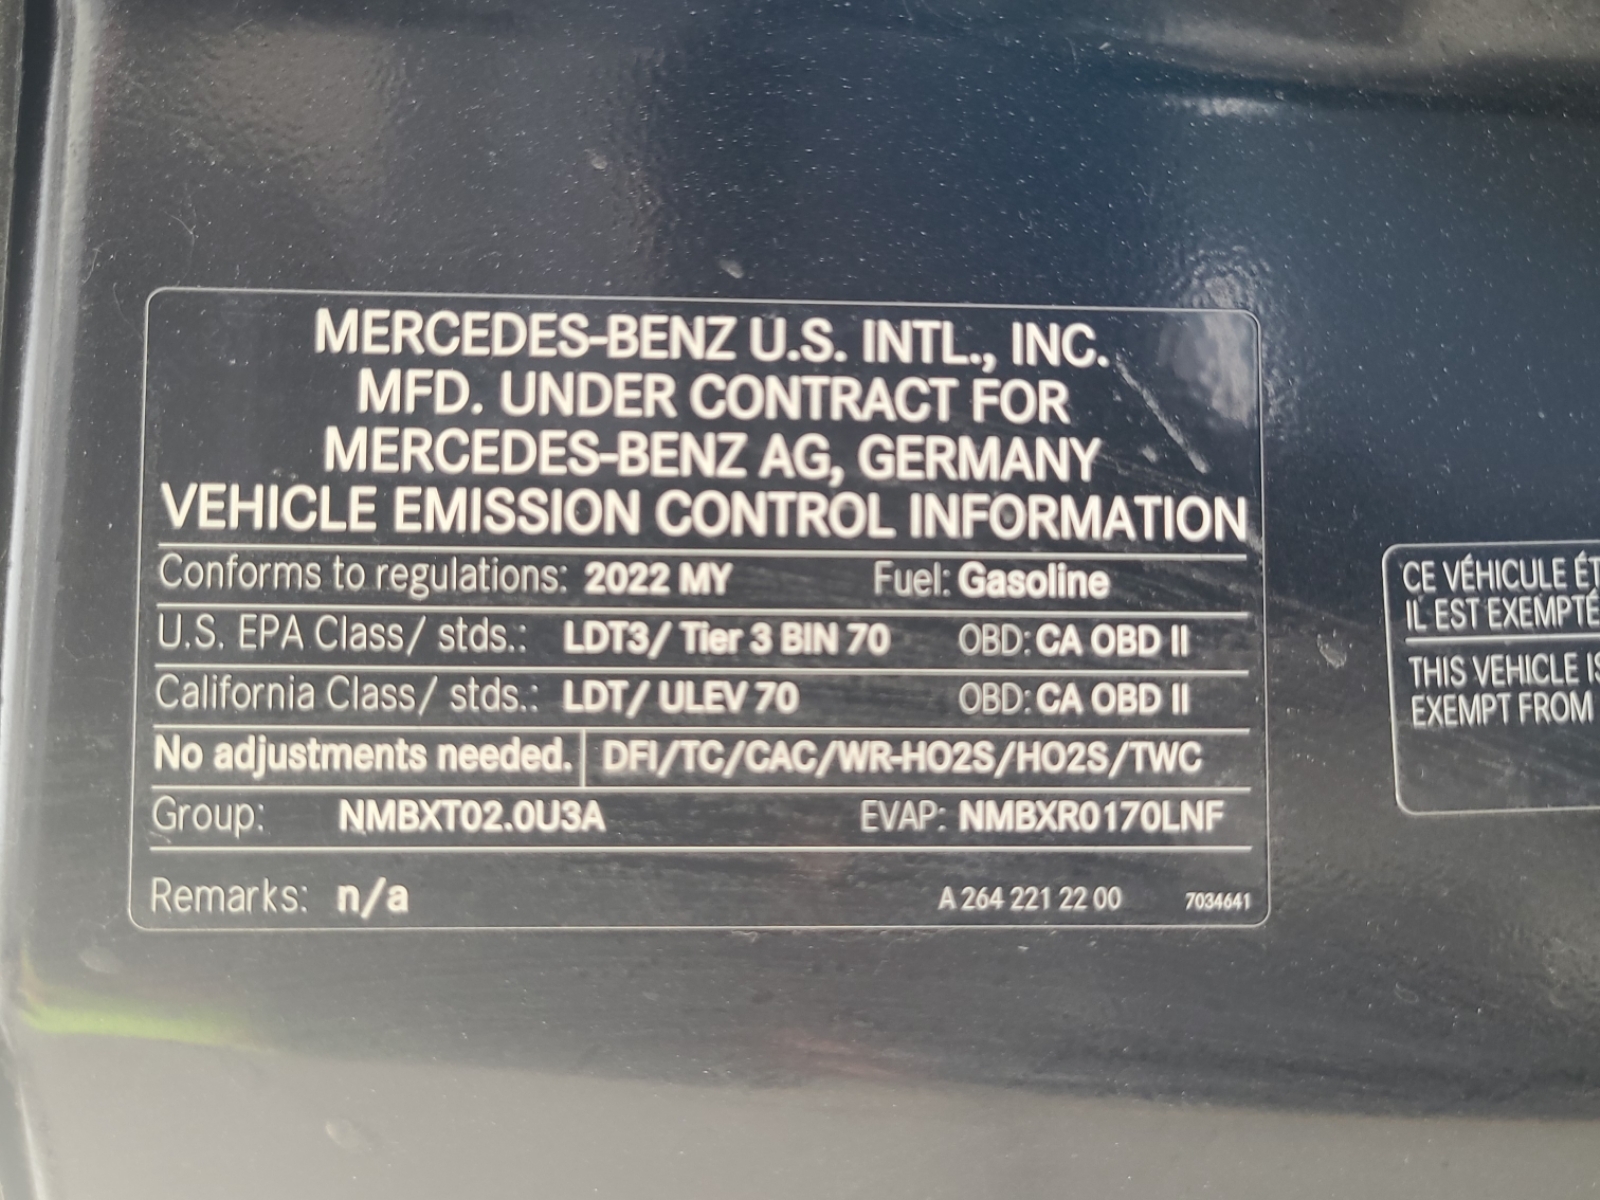 MERCEDES-BENZ U.S. INTL., INC.
MFD. UNDER CONTRACT FOR
MERCEDES-BENZ AG, GERMANY
VEHICLE EMISSION CONTROL INFORMATION
Conforms to regulations: 2022 MY Fuel: Gasoline
U.S. EPA Class/ stds.: LDT3/ Tier 3 BIN 70 OBD: CA OBD II
California Class/ stds.: LDT/ ULEV 70 OBD: CA OBD II
No adjustments needed. DFI/TC/CAC/WR-HO2S/HO2S/TWC
Group: NMBXT02.0U3A EVAP: NMBXR0170LNF
Remarks: n/a A 264 221 22 00 7034641
CE VÉHICULE ÉT
IL EST EXEMPTÉ
THIS VEHICLE IS
EXEMPT FROM